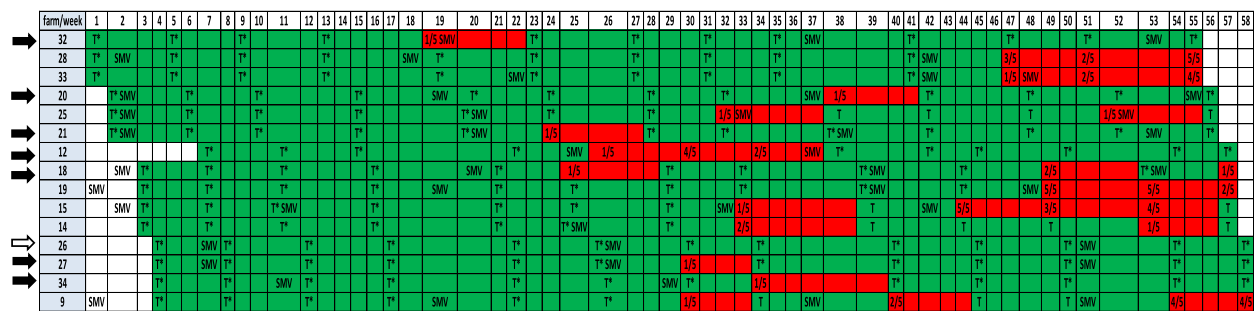 farm/week 1 2 3 4 5 6 7 8 9 10 11 12 13 14 15 16 17 18 19 20 21 22 23 24 25 26 27 28 29 30 31 32 33 34 35 36 37 38 39 40 41 42 43 44 45 46 47 48 49 50 51 52 53 54 55 56 57 58
32 T* T* T* T* 1/5 SMV T* T* T* T* SMV T* T* T* SMV T*
28 T* SMV T* T* T* SMV T* T* T* T* T* T* SMV 3/5 2/5 5/5
33 T* T* T* T* T* SMV T* T* T* T* T* SMV 1/5 SMV 2/5 4/5
20 T* SMV T* T* T* SMV T* T* T* SMV 1/5 T* T* T* SMV T*
25 T* SMV T* T* T* T* SMV T* T* 1/5 SMV T T T 1/5 SMV T
21 T* SMV T* T* T* T* SMV 1/5 T* T* T* SMV T* T* T* SMV T*
12 T* T* T* T* SMV 1/5 4/5 2/5 SMV T* T* T* T* T* T*
18 SMV T* T* T* T* SMV T* 1/5 T* T* T* SMV T* 2/5 T* SMV 1/5
19 SMV T* T* T* T* SMV T* T* T* T* T* SMV T* SMV 5/5 5/5 2/5
15 SMV T* T* T* SMV T* T* T* T* SMV 1/5 T SMV 5/5 3/5 4/5 T
14 T* T* T* T* T* T* SMV T* 2/5 T T T 1/5 T
26 T* SMV T* T* T* T* T* SMV T* T* T* T* T* SMV T* T*
27 T* SMV T* T* T* T* T* SMV 1/5 T* T* T* T* SMV T* T*
34 T* T* SMV T* T* T* T* SMV T* 1/5 T* T* T* T* T*
9 SMV T* T* T* T* SMV T* T* 1/5 T SMV 2/5 T T SMV 4/5 4/5